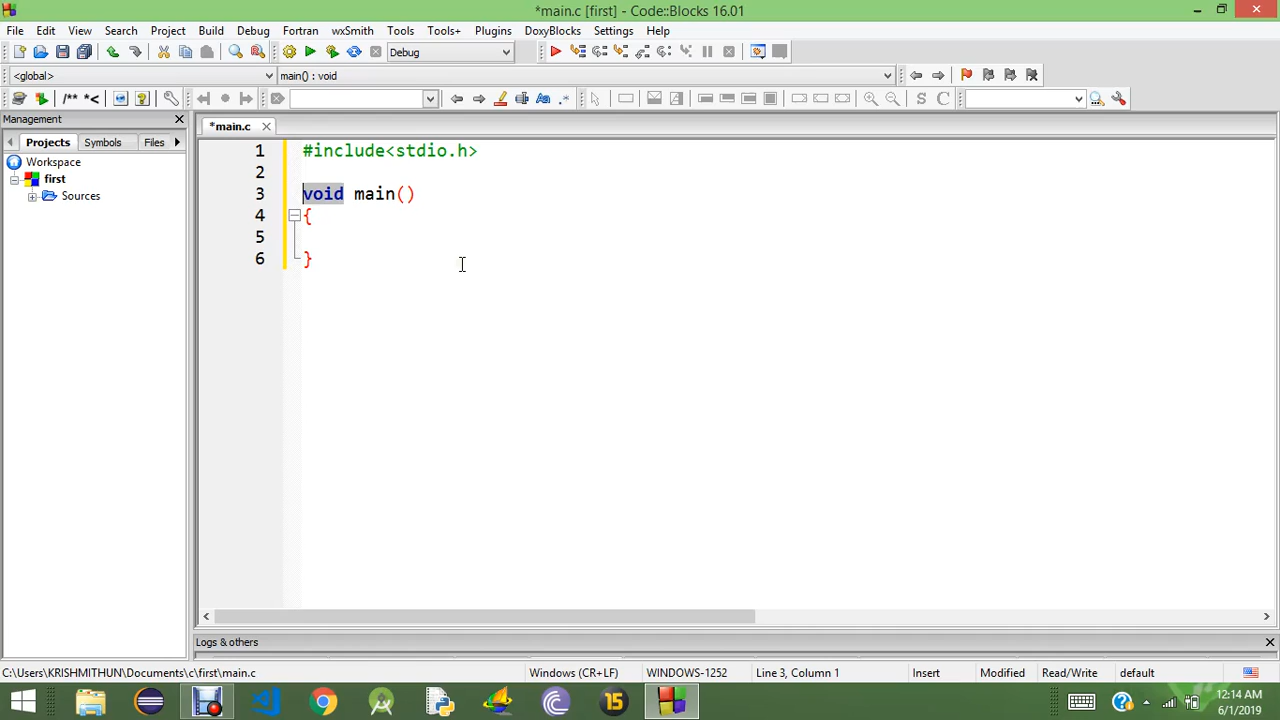 *main.c [first] - Code::Blocks 16.01
File Edit View Search Project Build Debug Fortran wxSmith Tools Tools+ Plugins DoxyBlocks Settings Help
Debug
<global> main() : void
/** *< S C
Management
*main.c
Projects Symbols Files
Workspace
first
Sources
1 #include<stdio.h>
2
3 void main()
4 {
5
6 }
Logs & others
C:\Users\KRISHMITHUN\Documents\c\first\main.c Windows (CR+LF) WINDOWS-1252 Line 3, Column 1 Insert Modified Read/Write default
15
12:14 AM
6/1/2019